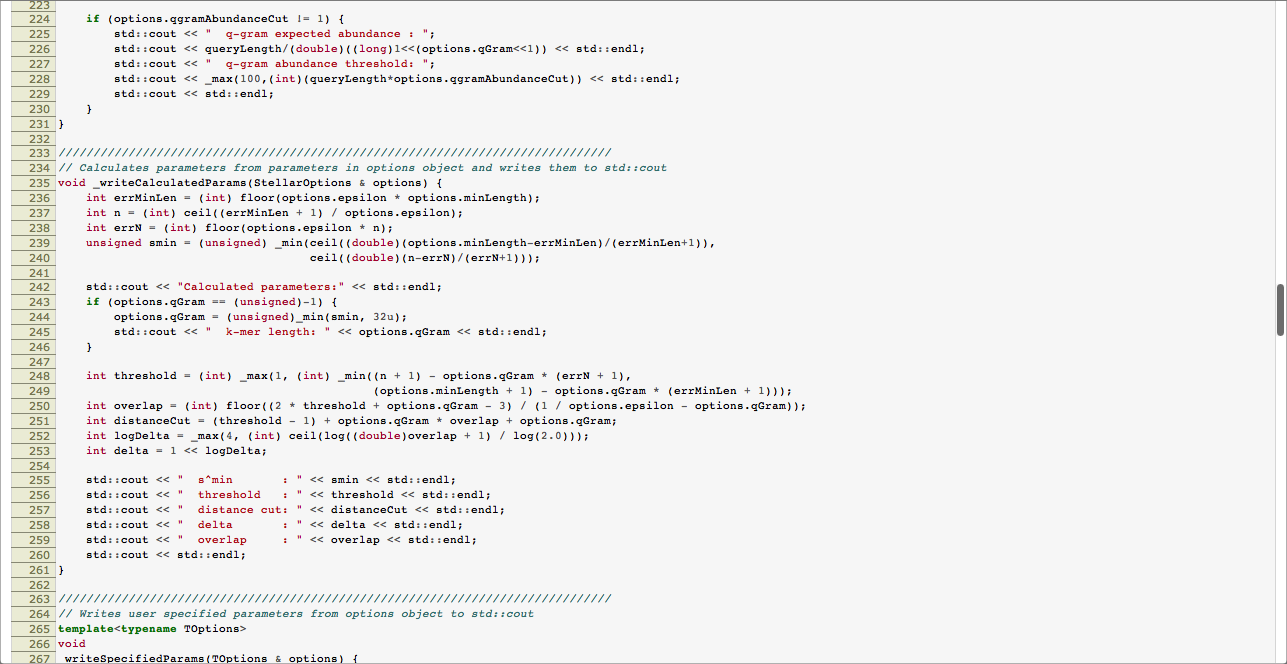 223
224     if (options.qgramAbundanceCut != 1) {
225         std::cout << "  q-gram expected abundance : ";
226         std::cout << queryLength/(double)((long)1<<(options.qGram<<1)) << std::endl;
227         std::cout << "  q-gram abundance threshold: ";
228         std::cout << _max(100,(int)(queryLength*options.qgramAbundanceCut)) << std::endl;
229         std::cout << std::endl;
230     }
231 }
232
233 ///////////////////////////////////////////////////////////////////////////////
234 // Calculates parameters from parameters in options object and writes them to std::cout
235 void _writeCalculatedParams(StellarOptions & options) {
236     int errMinLen = (int) floor(options.epsilon * options.minLength);
237     int n = (int) ceil((errMinLen + 1) / options.epsilon);
238     int errN = (int) floor(options.epsilon * n);
239     unsigned smin = (unsigned) _min(ceil((double)(options.minLength-errMinLen)/(errMinLen+1)),
240                                     ceil((double)(n-errN)/(errN+1)));
241
242     std::cout << "Calculated parameters:" << std::endl;
243     if (options.qGram == (unsigned)-1) {
244         options.qGram = (unsigned)_min(smin, 32u);
245         std::cout << "  k-mer length: " << options.qGram << std::endl;
246     }
247
248     int threshold = (int) _max(1, (int) _min((n + 1) - options.qGram * (errN + 1),
249                                              (options.minLength + 1) - options.qGram * (errMinLen + 1)));
250     int overlap = (int) floor((2 * threshold + options.qGram - 3) / (1 / options.epsilon - options.qGram));
251     int distanceCut = (threshold - 1) + options.qGram * overlap + options.qGram;
252     int logDelta = _max(4, (int) ceil(log((double)overlap + 1) / log(2.0)));
253     int delta = 1 << logDelta;
254
255     std::cout << "  s^min       : " << smin << std::endl;
256     std::cout << "  threshold   : " << threshold << std::endl;
257     std::cout << "  distance cut: " << distanceCut << std::endl;
258     std::cout << "  delta       : " << delta << std::endl;
259     std::cout << "  overlap     : " << overlap << std::endl;
260     std::cout << std::endl;
261 }
262
263 ///////////////////////////////////////////////////////////////////////////////
264 // Writes user specified parameters from options object to std::cout
265 template<typename TOptions>
266 void
267 _writeSpecifiedParams(TOptions & options) {